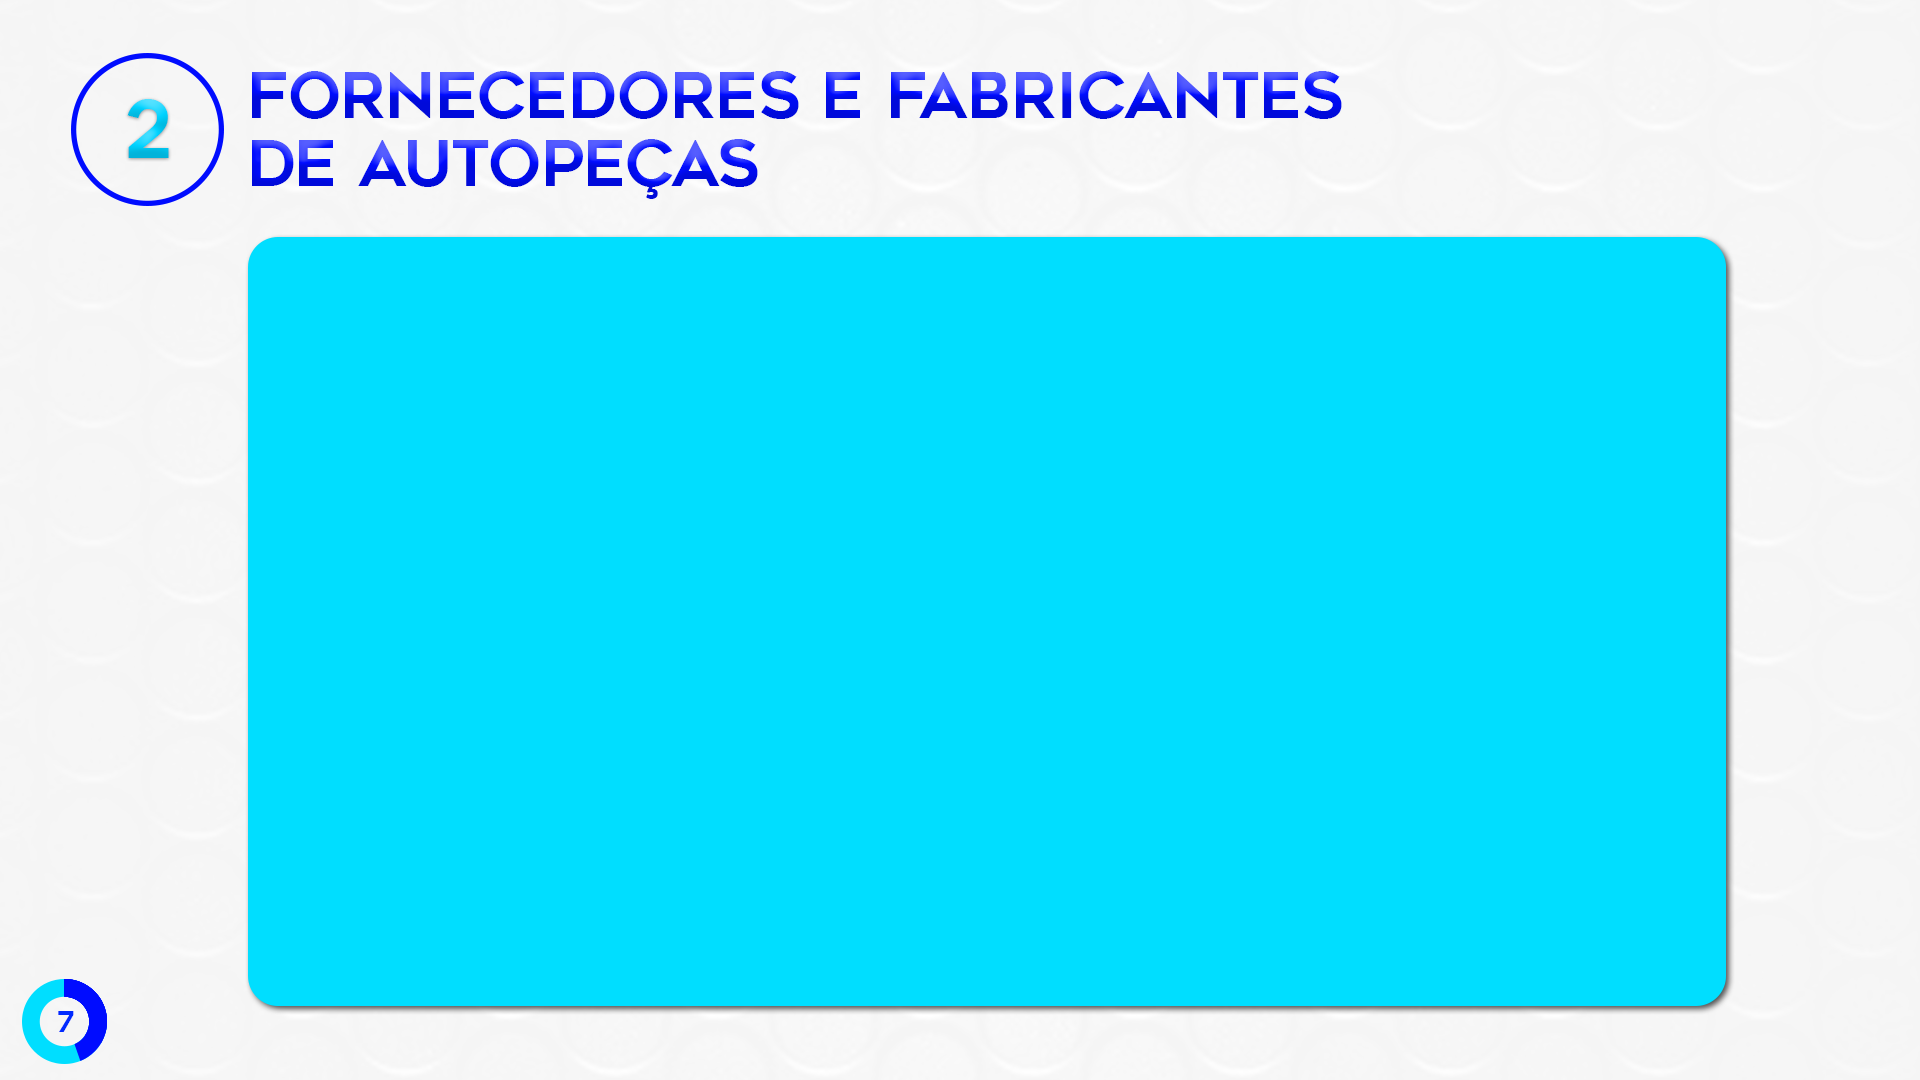 2
FORNECEDORES E FABRICANTES
DE AUTOPEÇAS
7